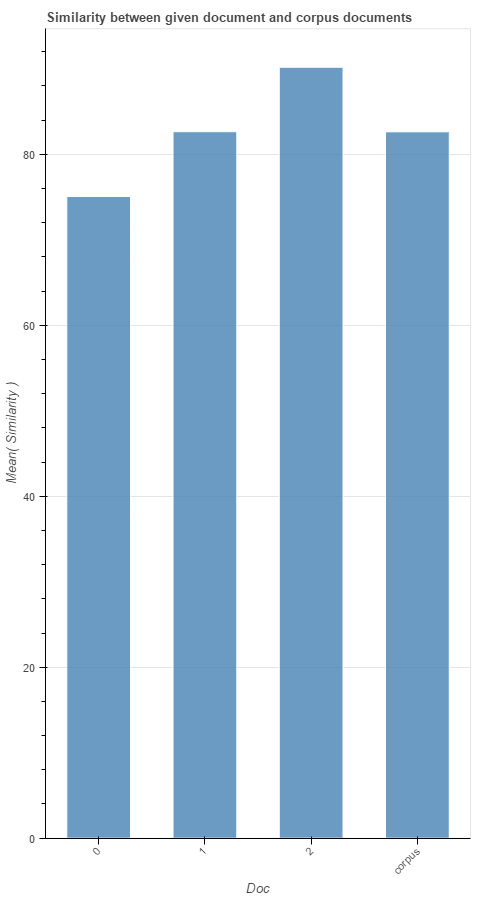 Similarity between given document and corpus documents
80
60
40
20
0
Mean( Similarity )
0
1
2
corpus
Doc